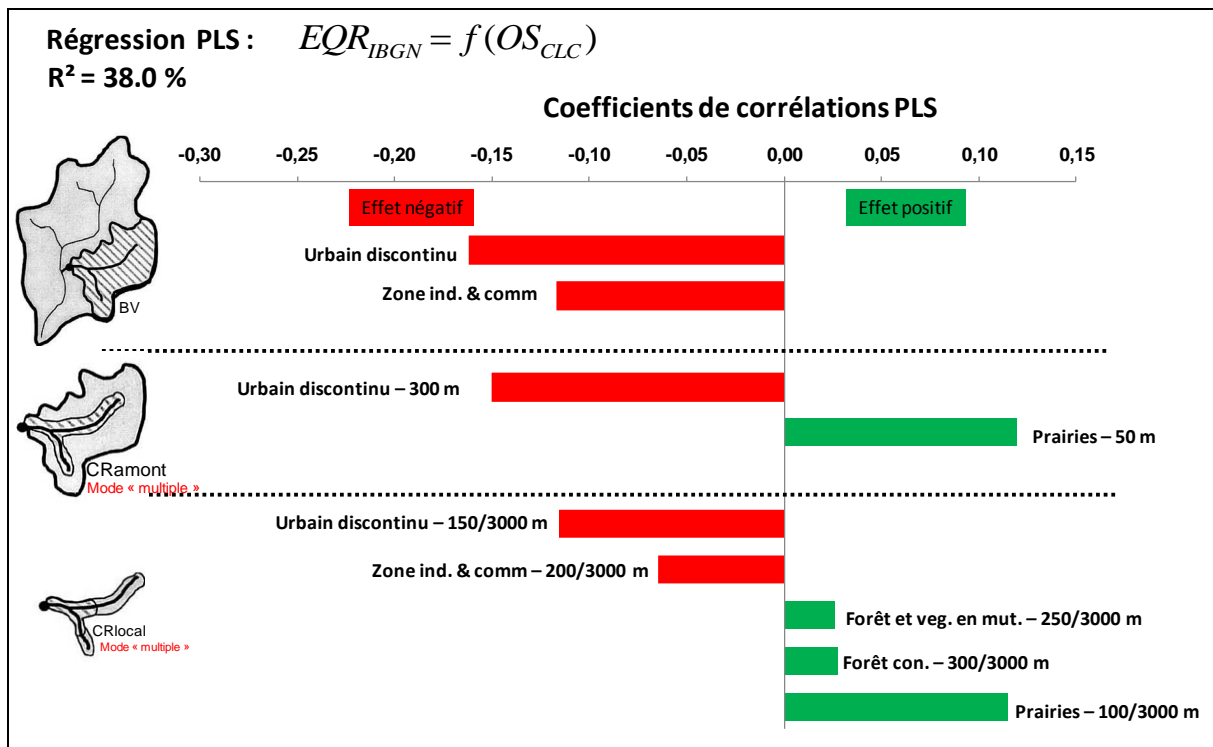 Régression PLS : EQR_IBGN = f(OS_CLC)
R² = 38.0 %
Coefficients de corrélations PLS
-0,30 -0,25 -0,20 -0,15 -0,10 -0,05 0,00 0,05 0,10 0,15
Effet négatif Effet positif
Urbain discontinu
Zone ind. & comm
BV
Urbain discontinu – 300 m
Prairies – 50 m
CRamont
Mode « multiple »
Urbain discontinu – 150/3000 m
Zone ind. & comm – 200/3000 m
Forêt et veg. en mut. – 250/3000 m
CRlocal
Mode « multiple »
Forêt con. – 300/3000 m
Prairies – 100/3000 m